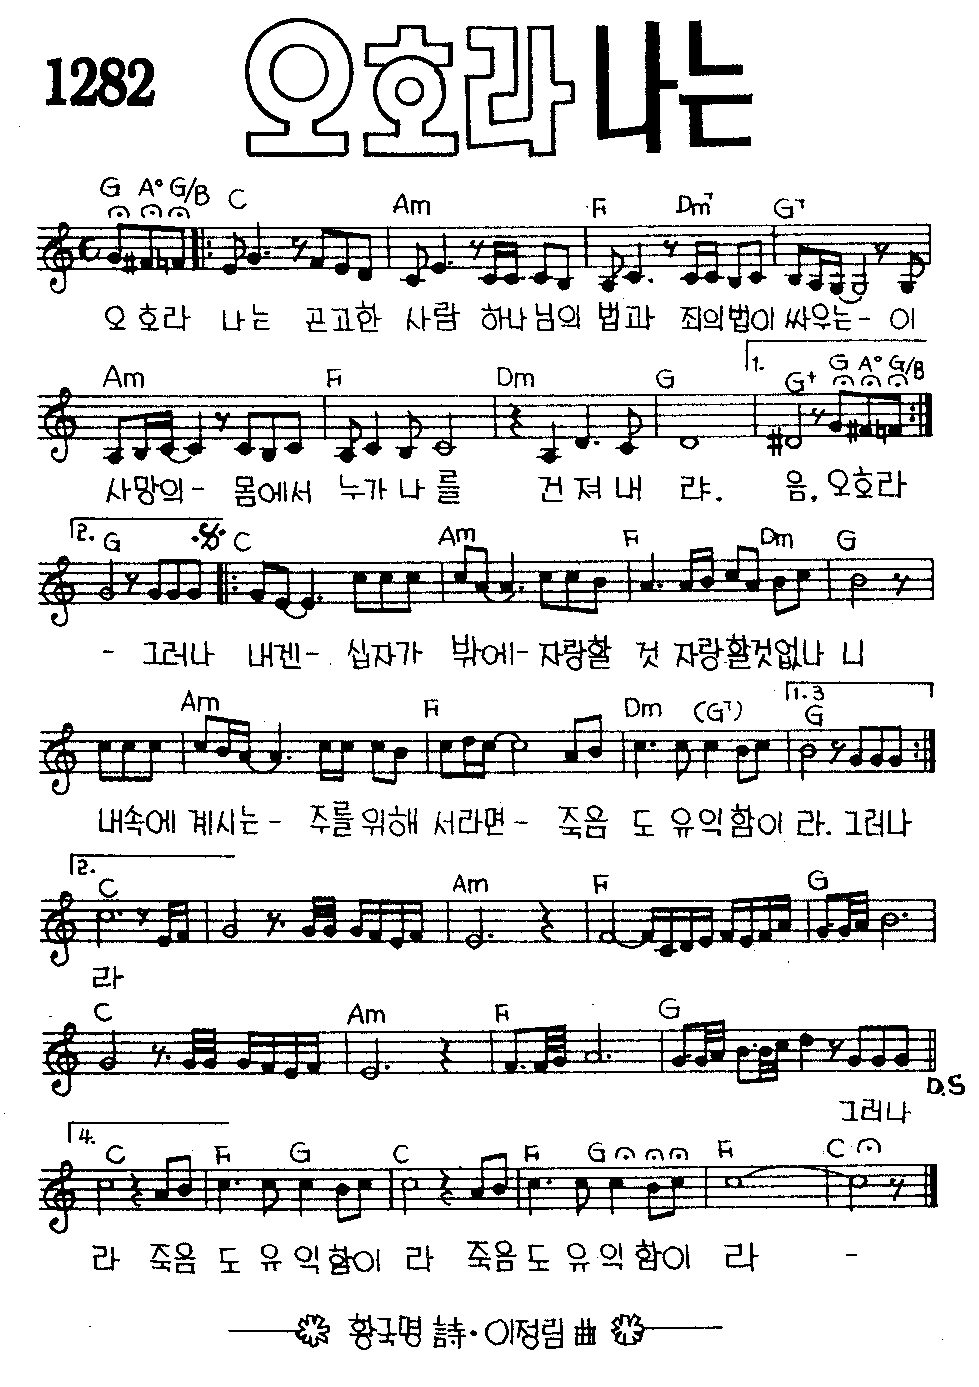 1282 오호라 나는
G A° G/B C Am F Dm7 G7
오 호라 나는 곤고한 사람 하나님의 법과 죄의법이 싸우는- 이
1.
Am F Dm G G+ G A° G/B
사망의- 몸에서 누가 나 를 건 져 내 랴. 음. 오호라
2. G C Am F Dm G
- 그러나 내겐- 십자가 밖에- 자랑할 것 자랑할것없나 니
Am F Dm (G7) 1.3 G
내속에 계시는- 주를 위해 서라면- 죽음 도 유익함이 라. 그러나
2. C Am F G
라
C Am F G
D.S
그러나
4. C F G C F G F C
라 죽음 도 유 익함이 라 죽음도 유 익 함이 라 -
황국명 詩·이정림 曲